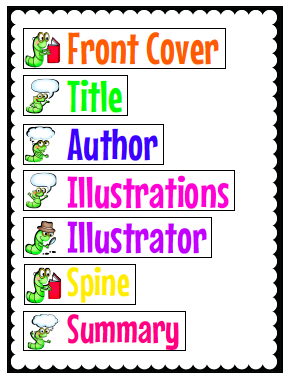 Front Cover
Title
Author
Illustrations
Illustrator
Spine
Summary